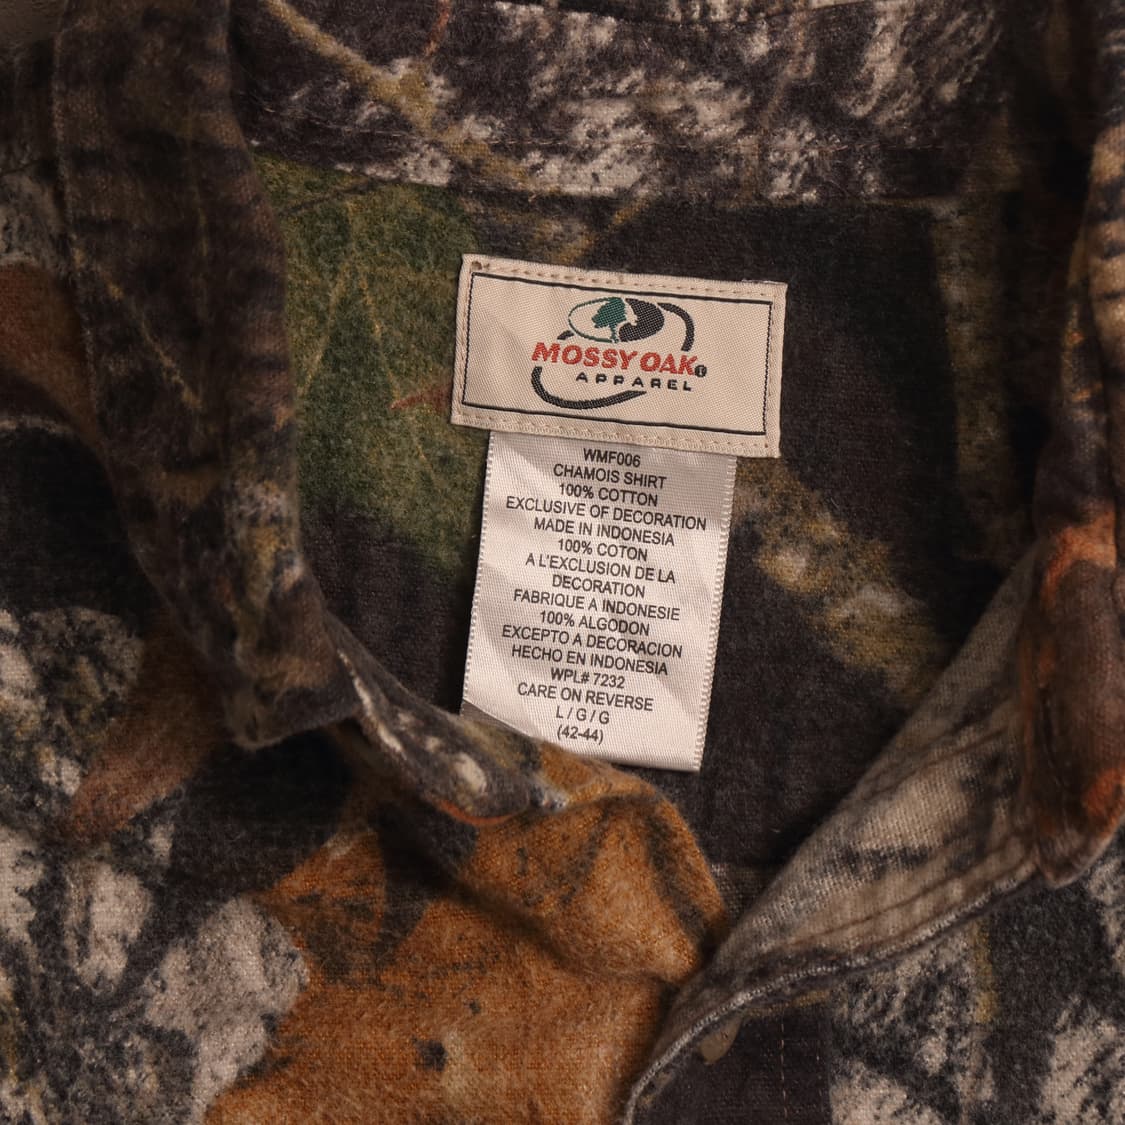 MOSSY OAK
APPAREL
WMF006
CHAMOIS SHIRT
100% COTTON
EXCLUSIVE OF DECORATION
MADE IN INDONESIA
100% COTON
A L'EXCLUSION DE LA
DECORATION
FABRIQUE A INDONESIE
100% ALGODON
EXCEPTO A DECORACION
HECHO EN INDONESIA
WPL# 7232
CARE ON REVERSE
L / G / G
(42-44)